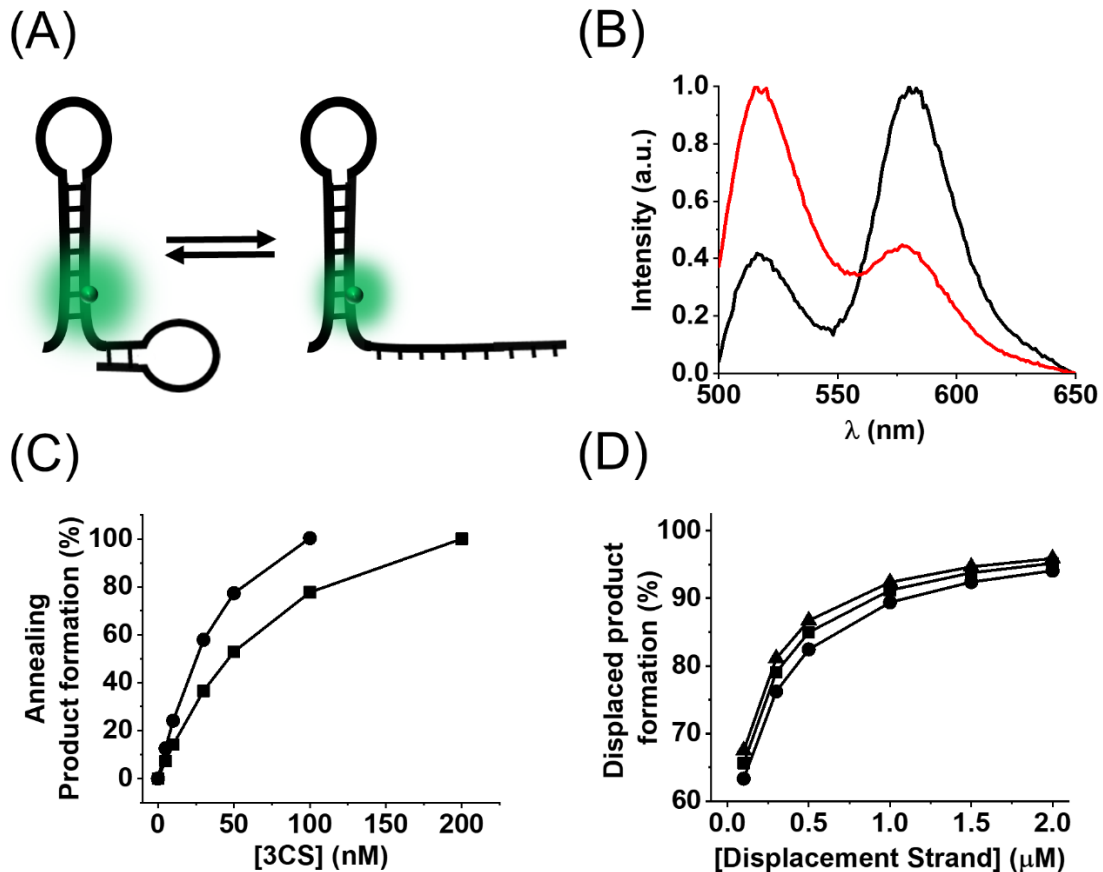 (A)
(B)
Intensity (a.u.)
1.0
0.8
0.6
0.4
0.2
0.0
500 550 600 650
λ (nm)
(C)
Annealing
Product formation (%)
100
80
60
40
20
0
0 50 100 150 200
[3CS] (nM)
(D)
Displaced product
formation (%)
100
90
80
70
60
0.0 0.5 1.0 1.5 2.0
[Displacement Strand] (μM)